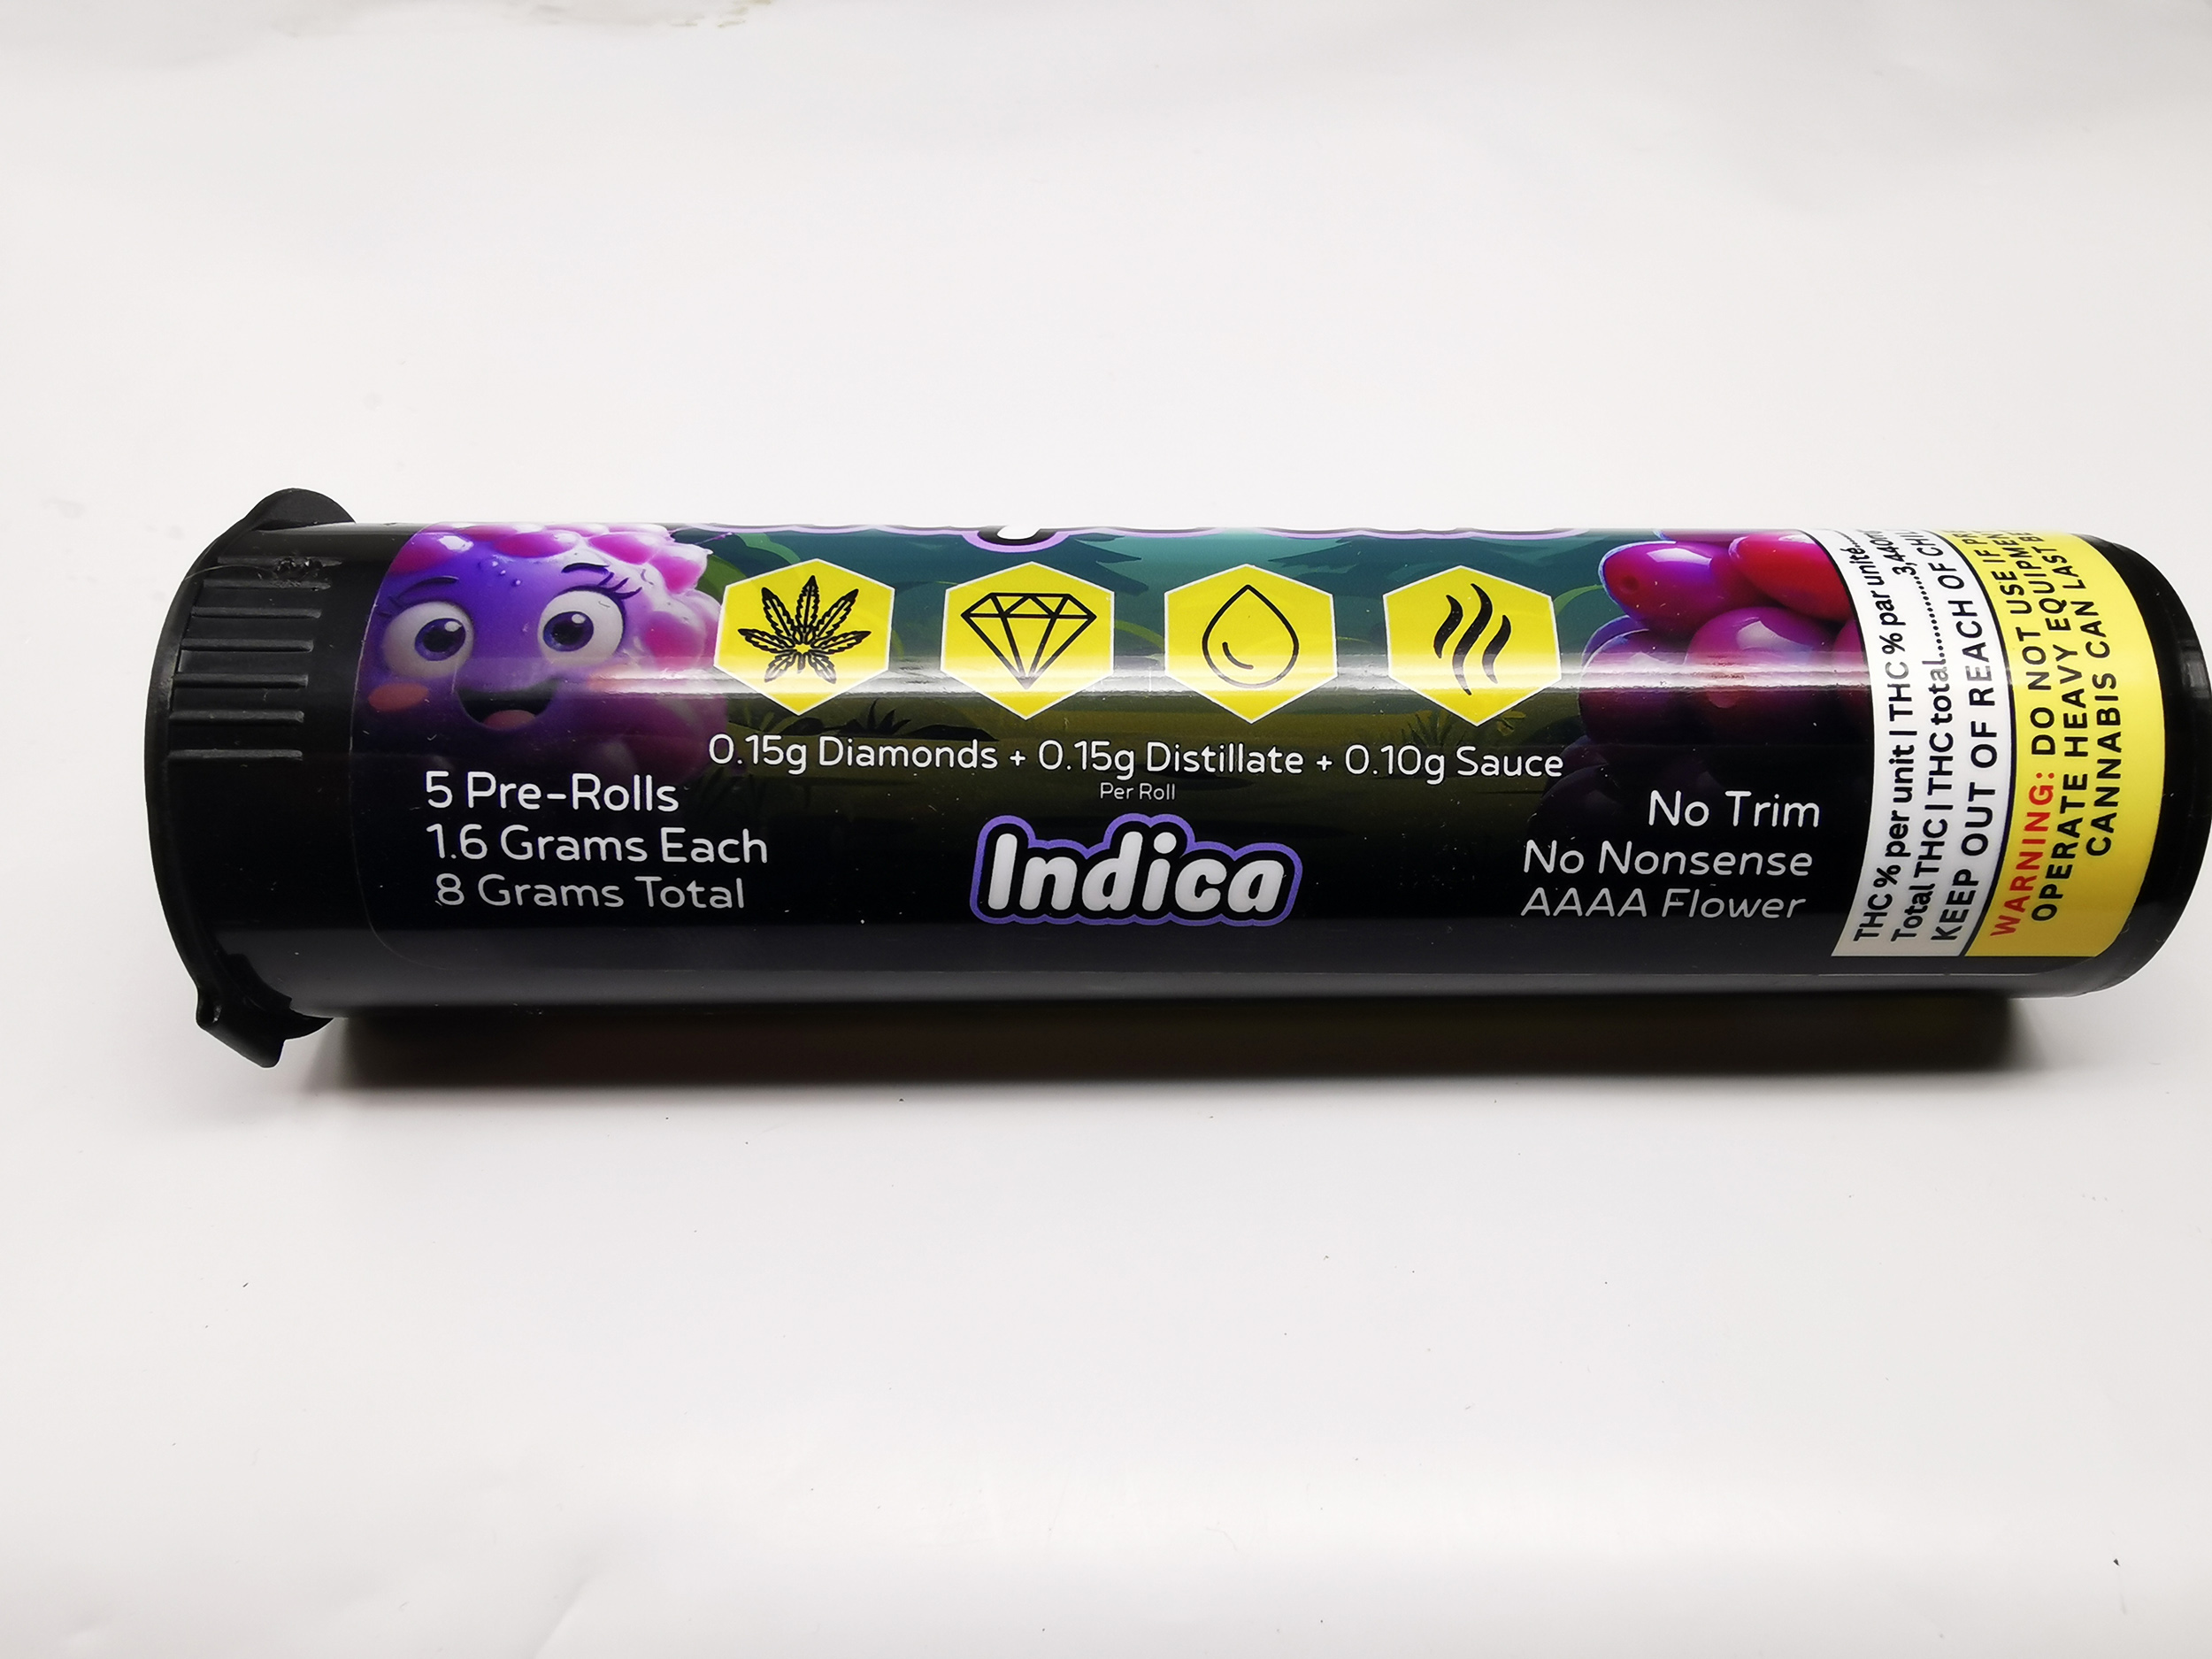 0.15g Diamonds + 0.15g Distillate + 0.10g Sauce
Per Roll
Indica
5 Pre-Rolls
1.6 Grams Each
8 Grams Total
No Trim
No Nonsense
AAAA Flower
THC % per unit | THC % par unité......
Total THC | THC total............3,440
KEEP OUT OF REACH OF
WARNING: DO NOT USE IF
OPERATE HEAVY
CANNABIS CAN LAST